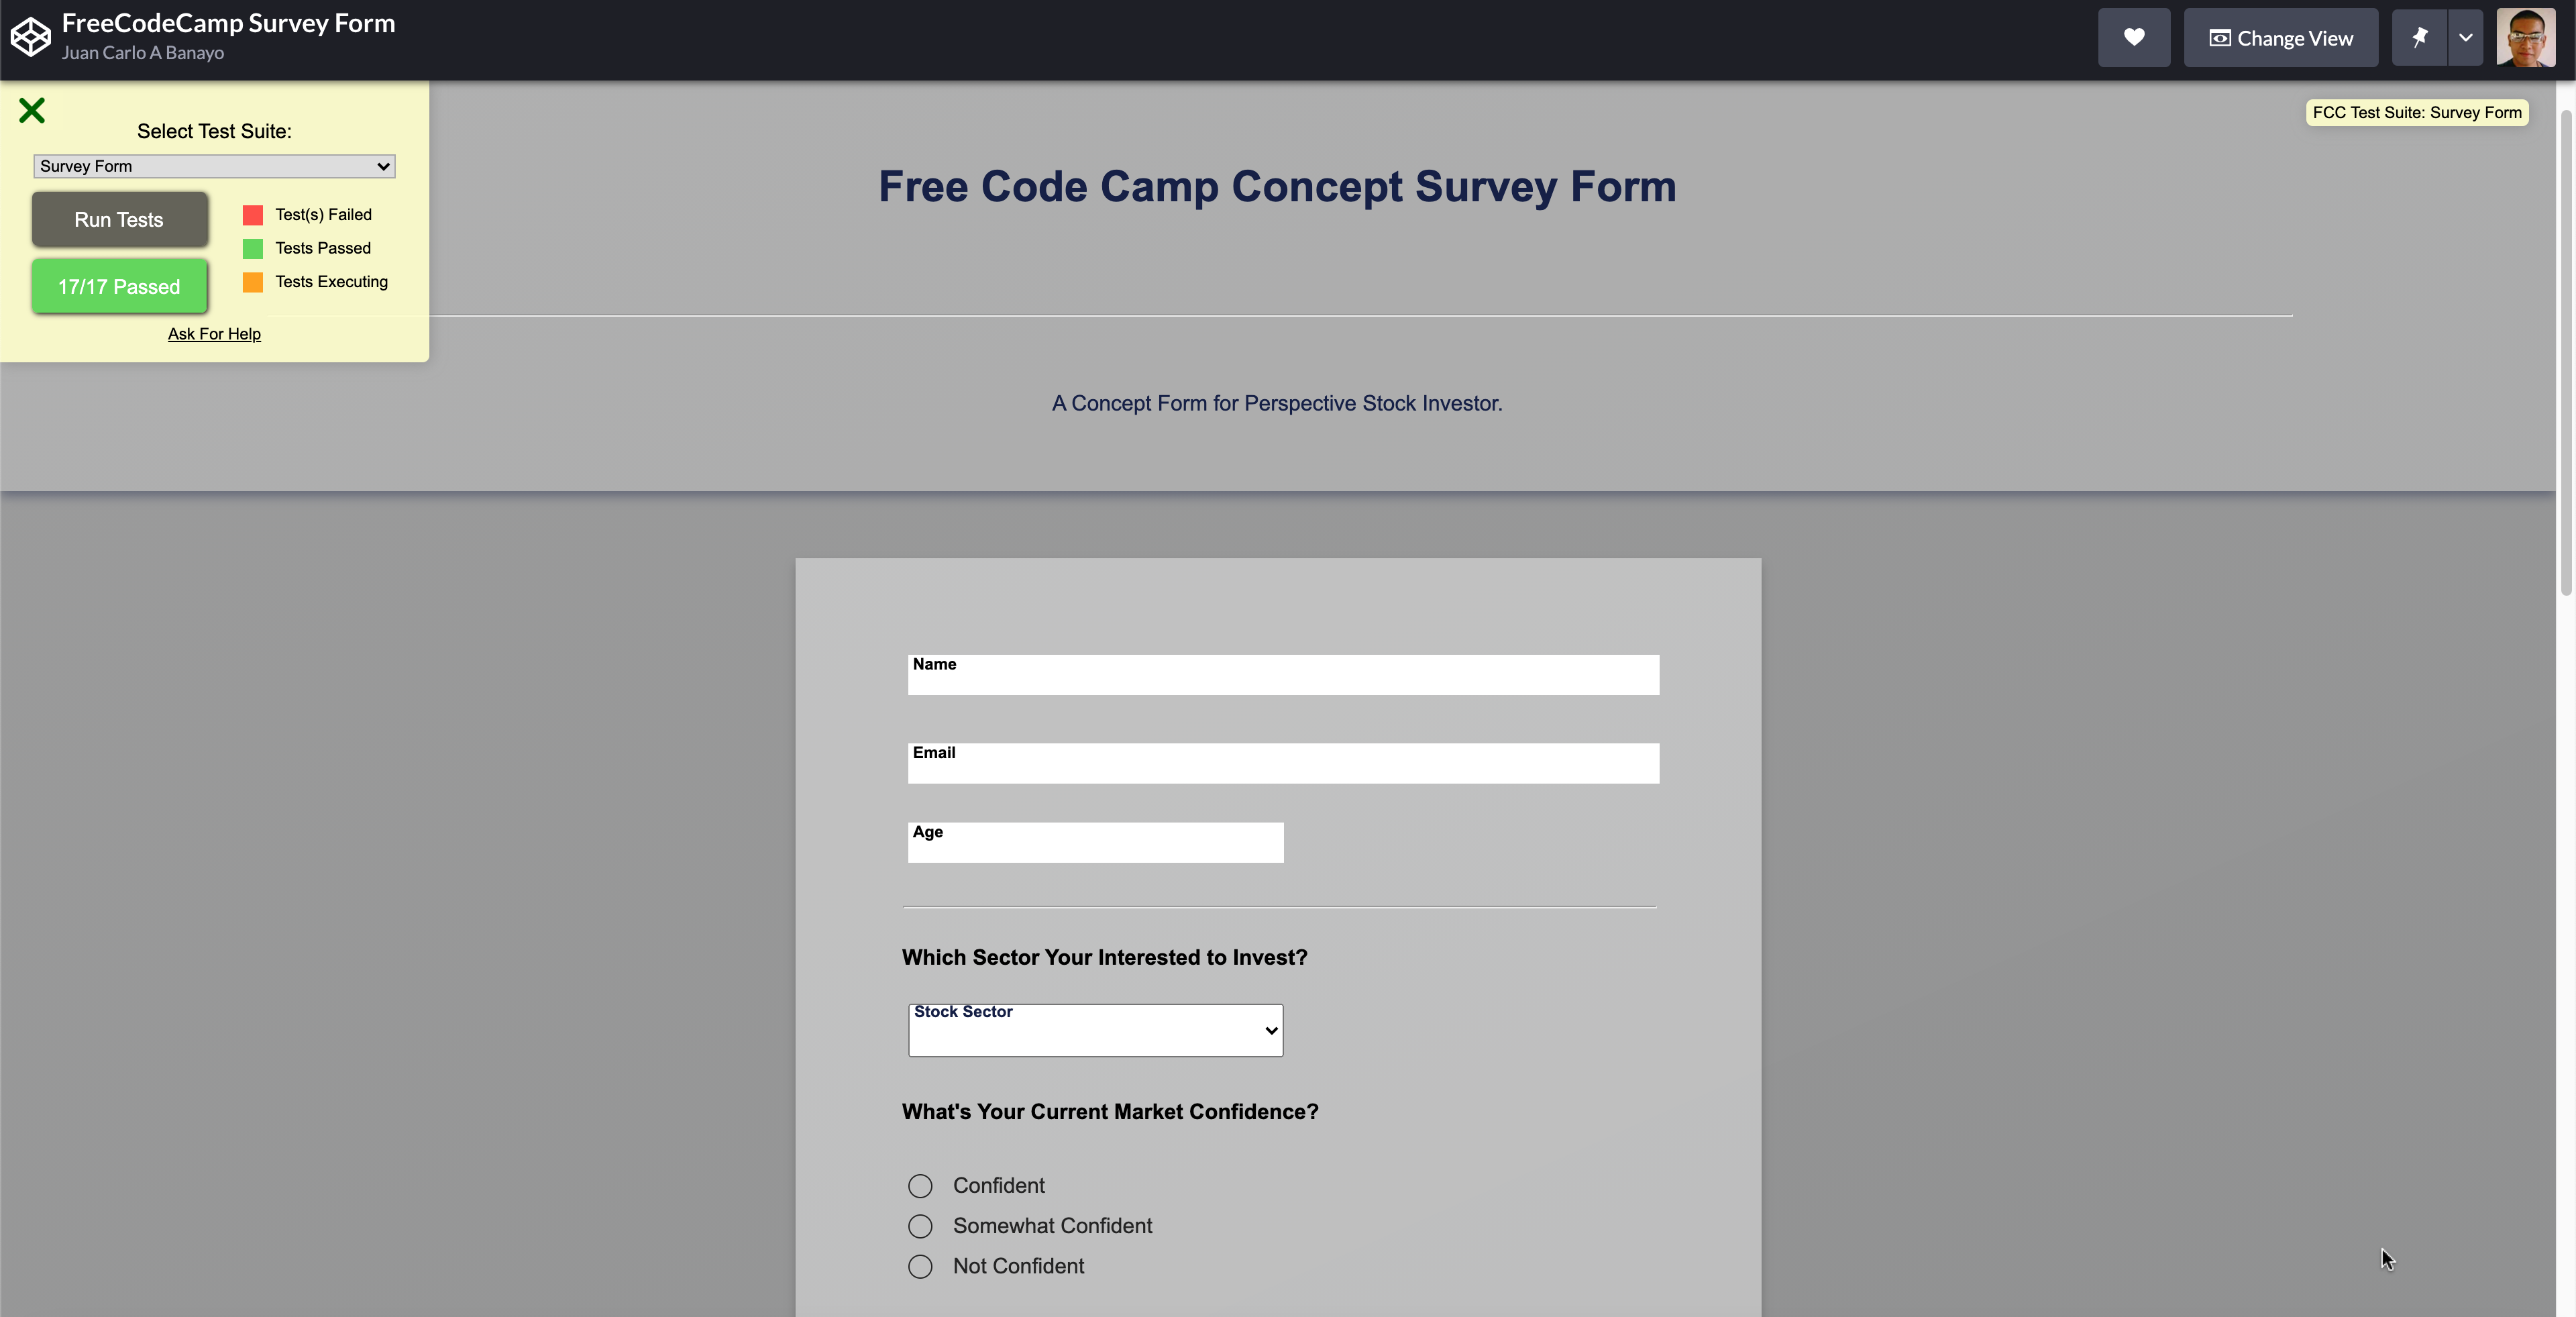 FreeCodeCamp Survey Form
Juan Carlo A Banayo
Change View
Select Test Suite:
Survey Form
Run Tests
Test(s) Failed
Tests Passed
17/17 Passed
Tests Executing
Ask For Help
FCC Test Suite: Survey Form
Free Code Camp Concept Survey Form
A Concept Form for Perspective Stock Investor.
Name
Email
Age
Which Sector Your Interested to Invest?
Stock Sector
What's Your Current Market Confidence?
Confident
Somewhat Confident
Not Confident